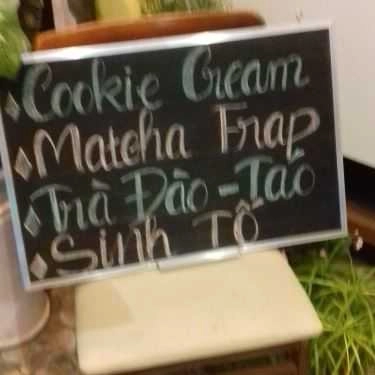 Cookie Cream
Matcha Frap
Trà Đào - Táo
Sinh Tố